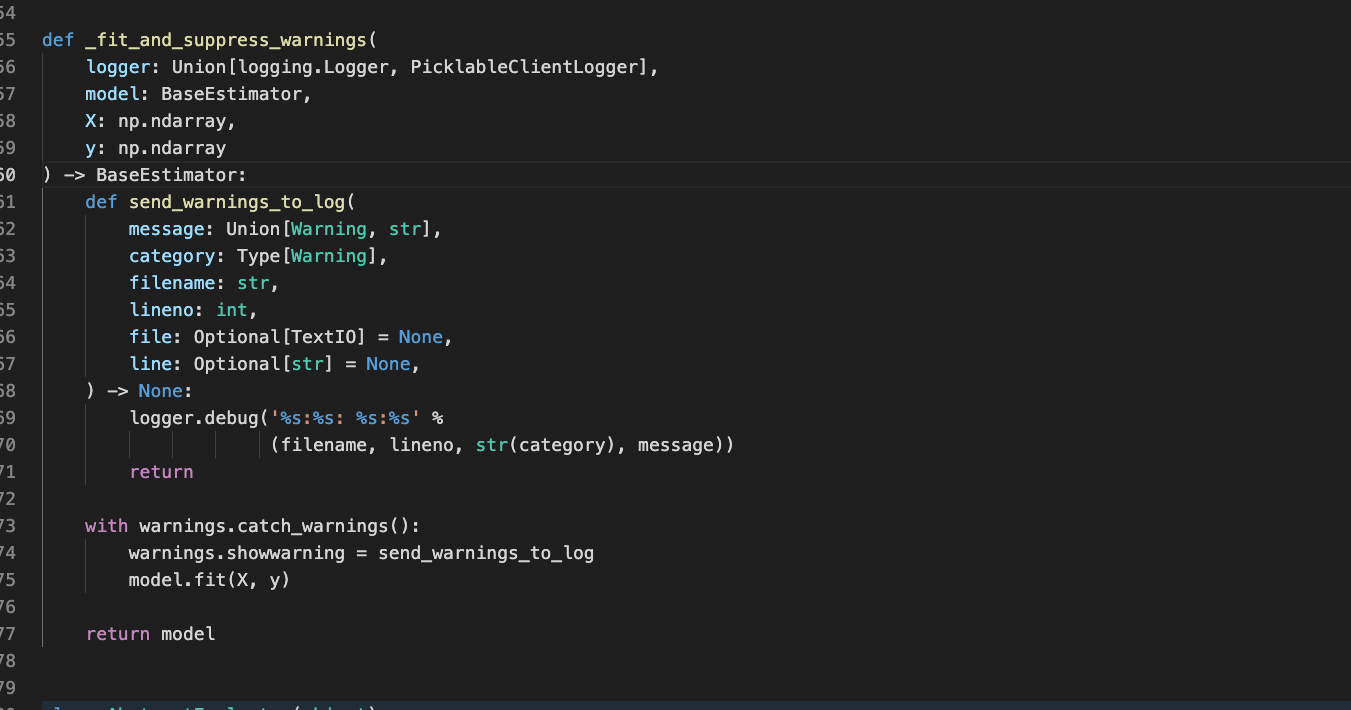 54
55 def _fit_and_suppress_warnings(
56     logger: Union[logging.Logger, PicklableClientLogger],
57     model: BaseEstimator,
58     X: np.ndarray,
59     y: np.ndarray
60 ) -> BaseEstimator:
61     def send_warnings_to_log(
62         message: Union[Warning, str],
63         category: Type[Warning],
64         filename: str,
65         lineno: int,
66         file: Optional[TextIO] = None,
67         line: Optional[str] = None,
68     ) -> None:
69         logger.debug('%s:%s: %s:%s' %
70                      (filename, lineno, str(category), message))
71         return
72
73     with warnings.catch_warnings():
74         warnings.showwarning = send_warnings_to_log
75         model.fit(X, y)
76
77     return model
78
79